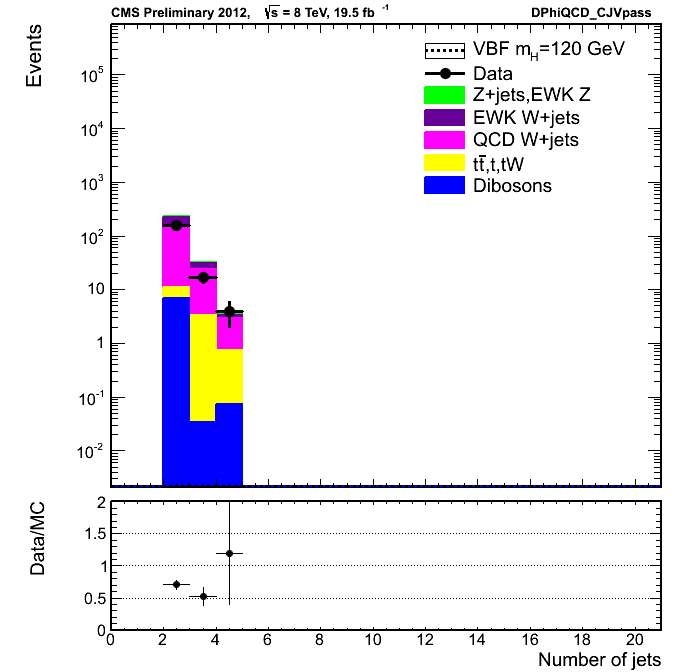 CMS Preliminary 2012, √s = 8 TeV, 19.5 fb⁻¹ DPhiQCD_CJVpass
Events
VBF m_H=120 GeV
Data
Z+jets,EWK Z
EWK W+jets
QCD W+jets
tt̄,t,tW
Dibosons
10⁵
10⁴
10³
10²
10
1
10⁻¹
10⁻²
Data/MC
2
1.5
1
0.5
0
0 2 4 6 8 10 12 14 16 18 20
Number of jets